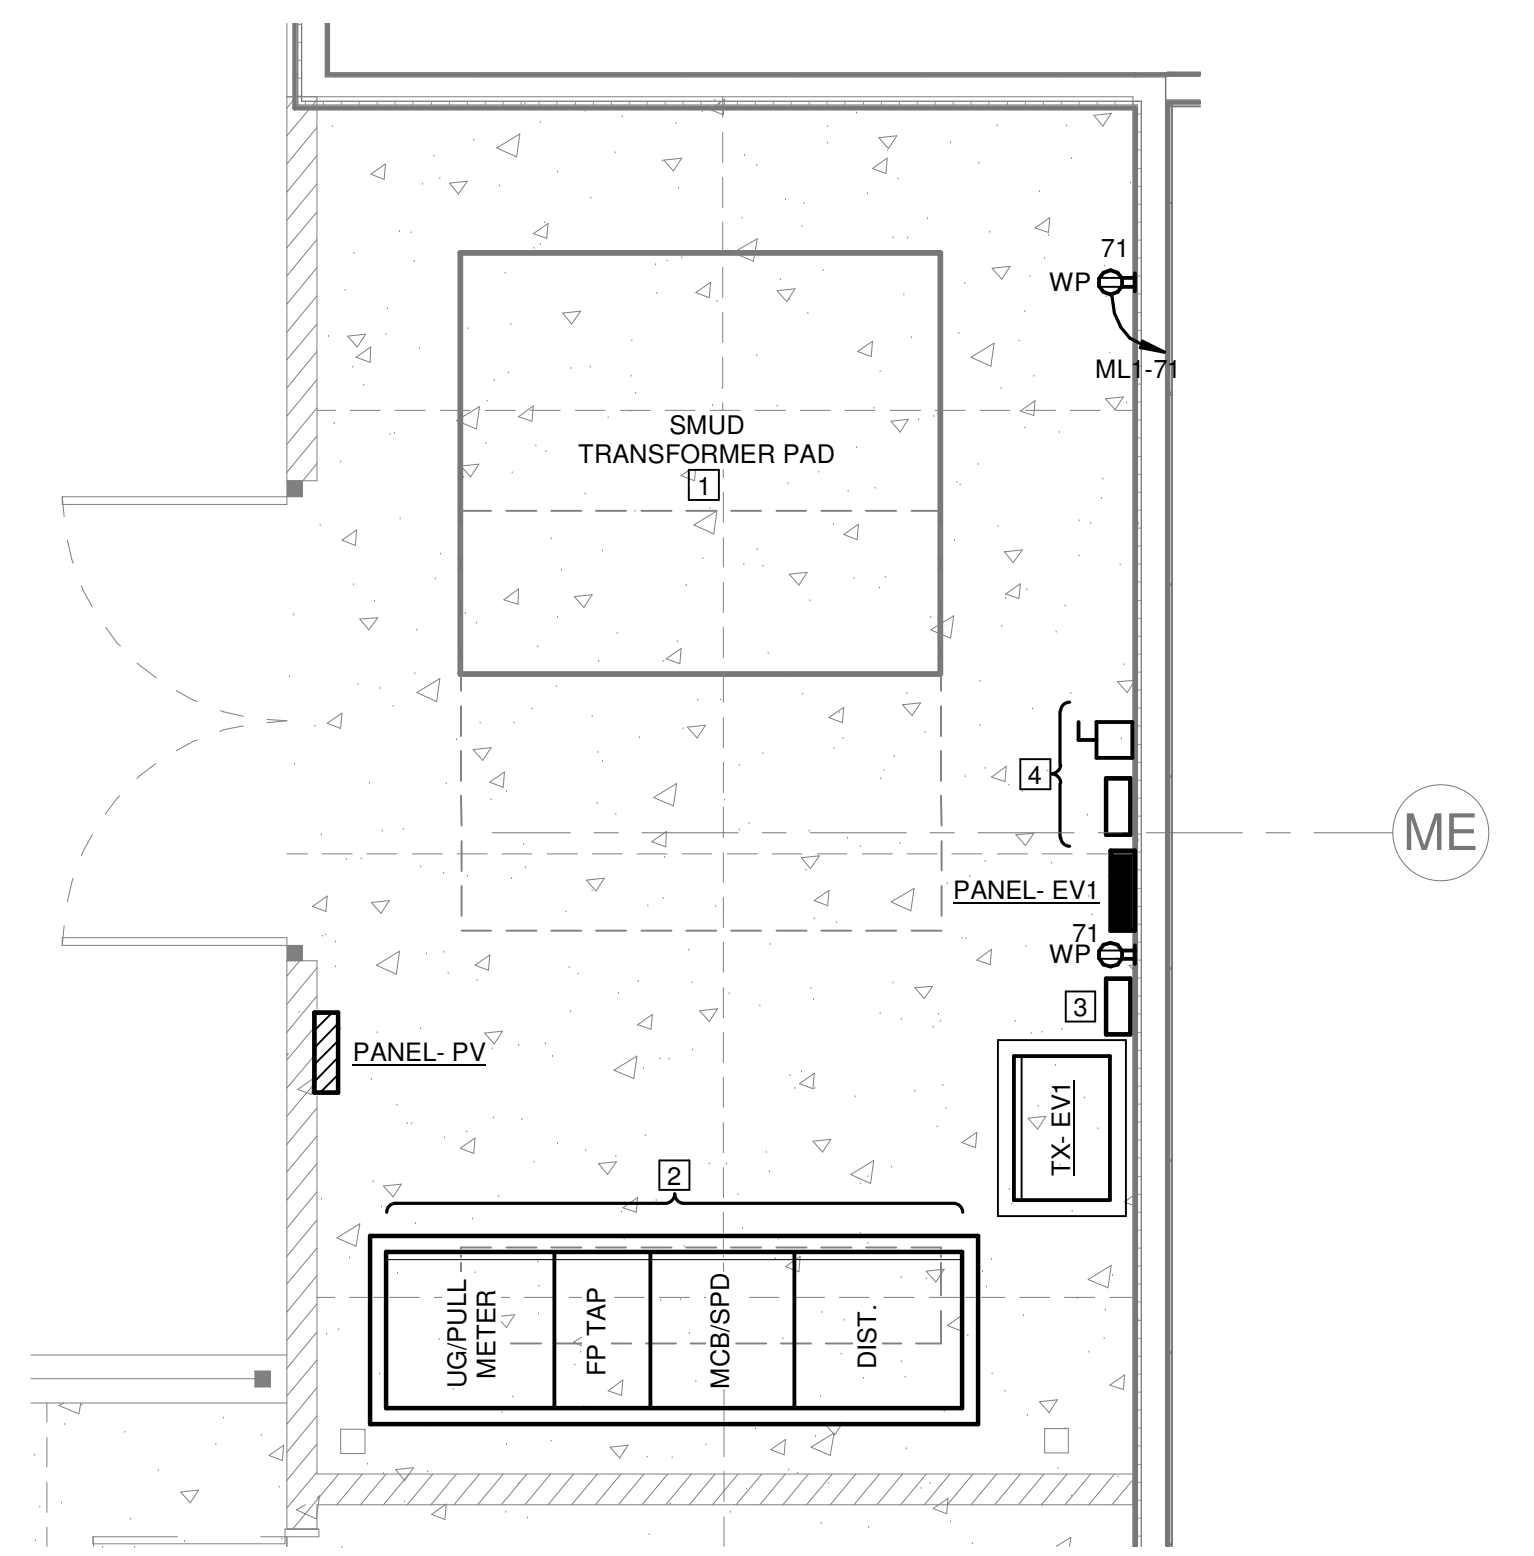 71
WP
ML1-71
SMUD
TRANSFORMER PAD
1
4
ME
PANEL- EV1
71
WP
3
PANEL- PV
TX- EV1
2
UG/PULL
METER
FP TAP
MCB/SPD
DIST.